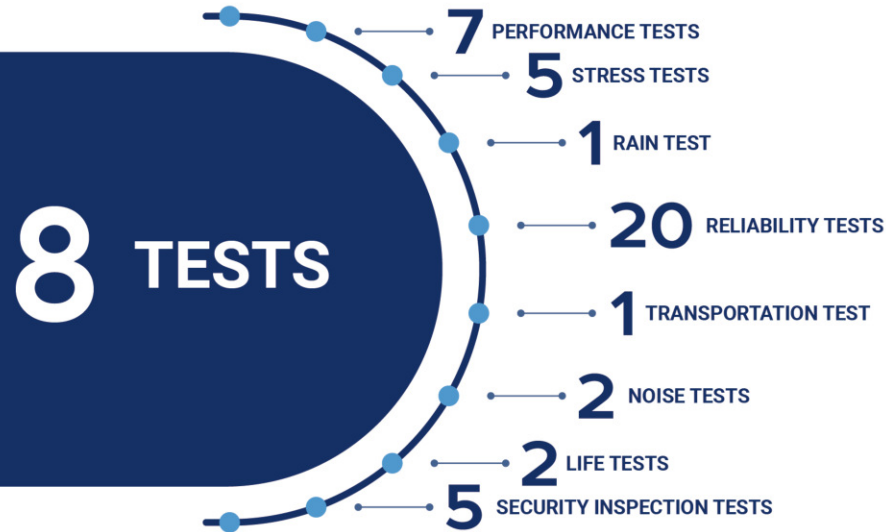 8 TESTS
7 PERFORMANCE TESTS
5 STRESS TESTS
1 RAIN TEST
20 RELIABILITY TESTS
1 TRANSPORTATION TEST
2 NOISE TESTS
2 LIFE TESTS
5 SECURITY INSPECTION TESTS